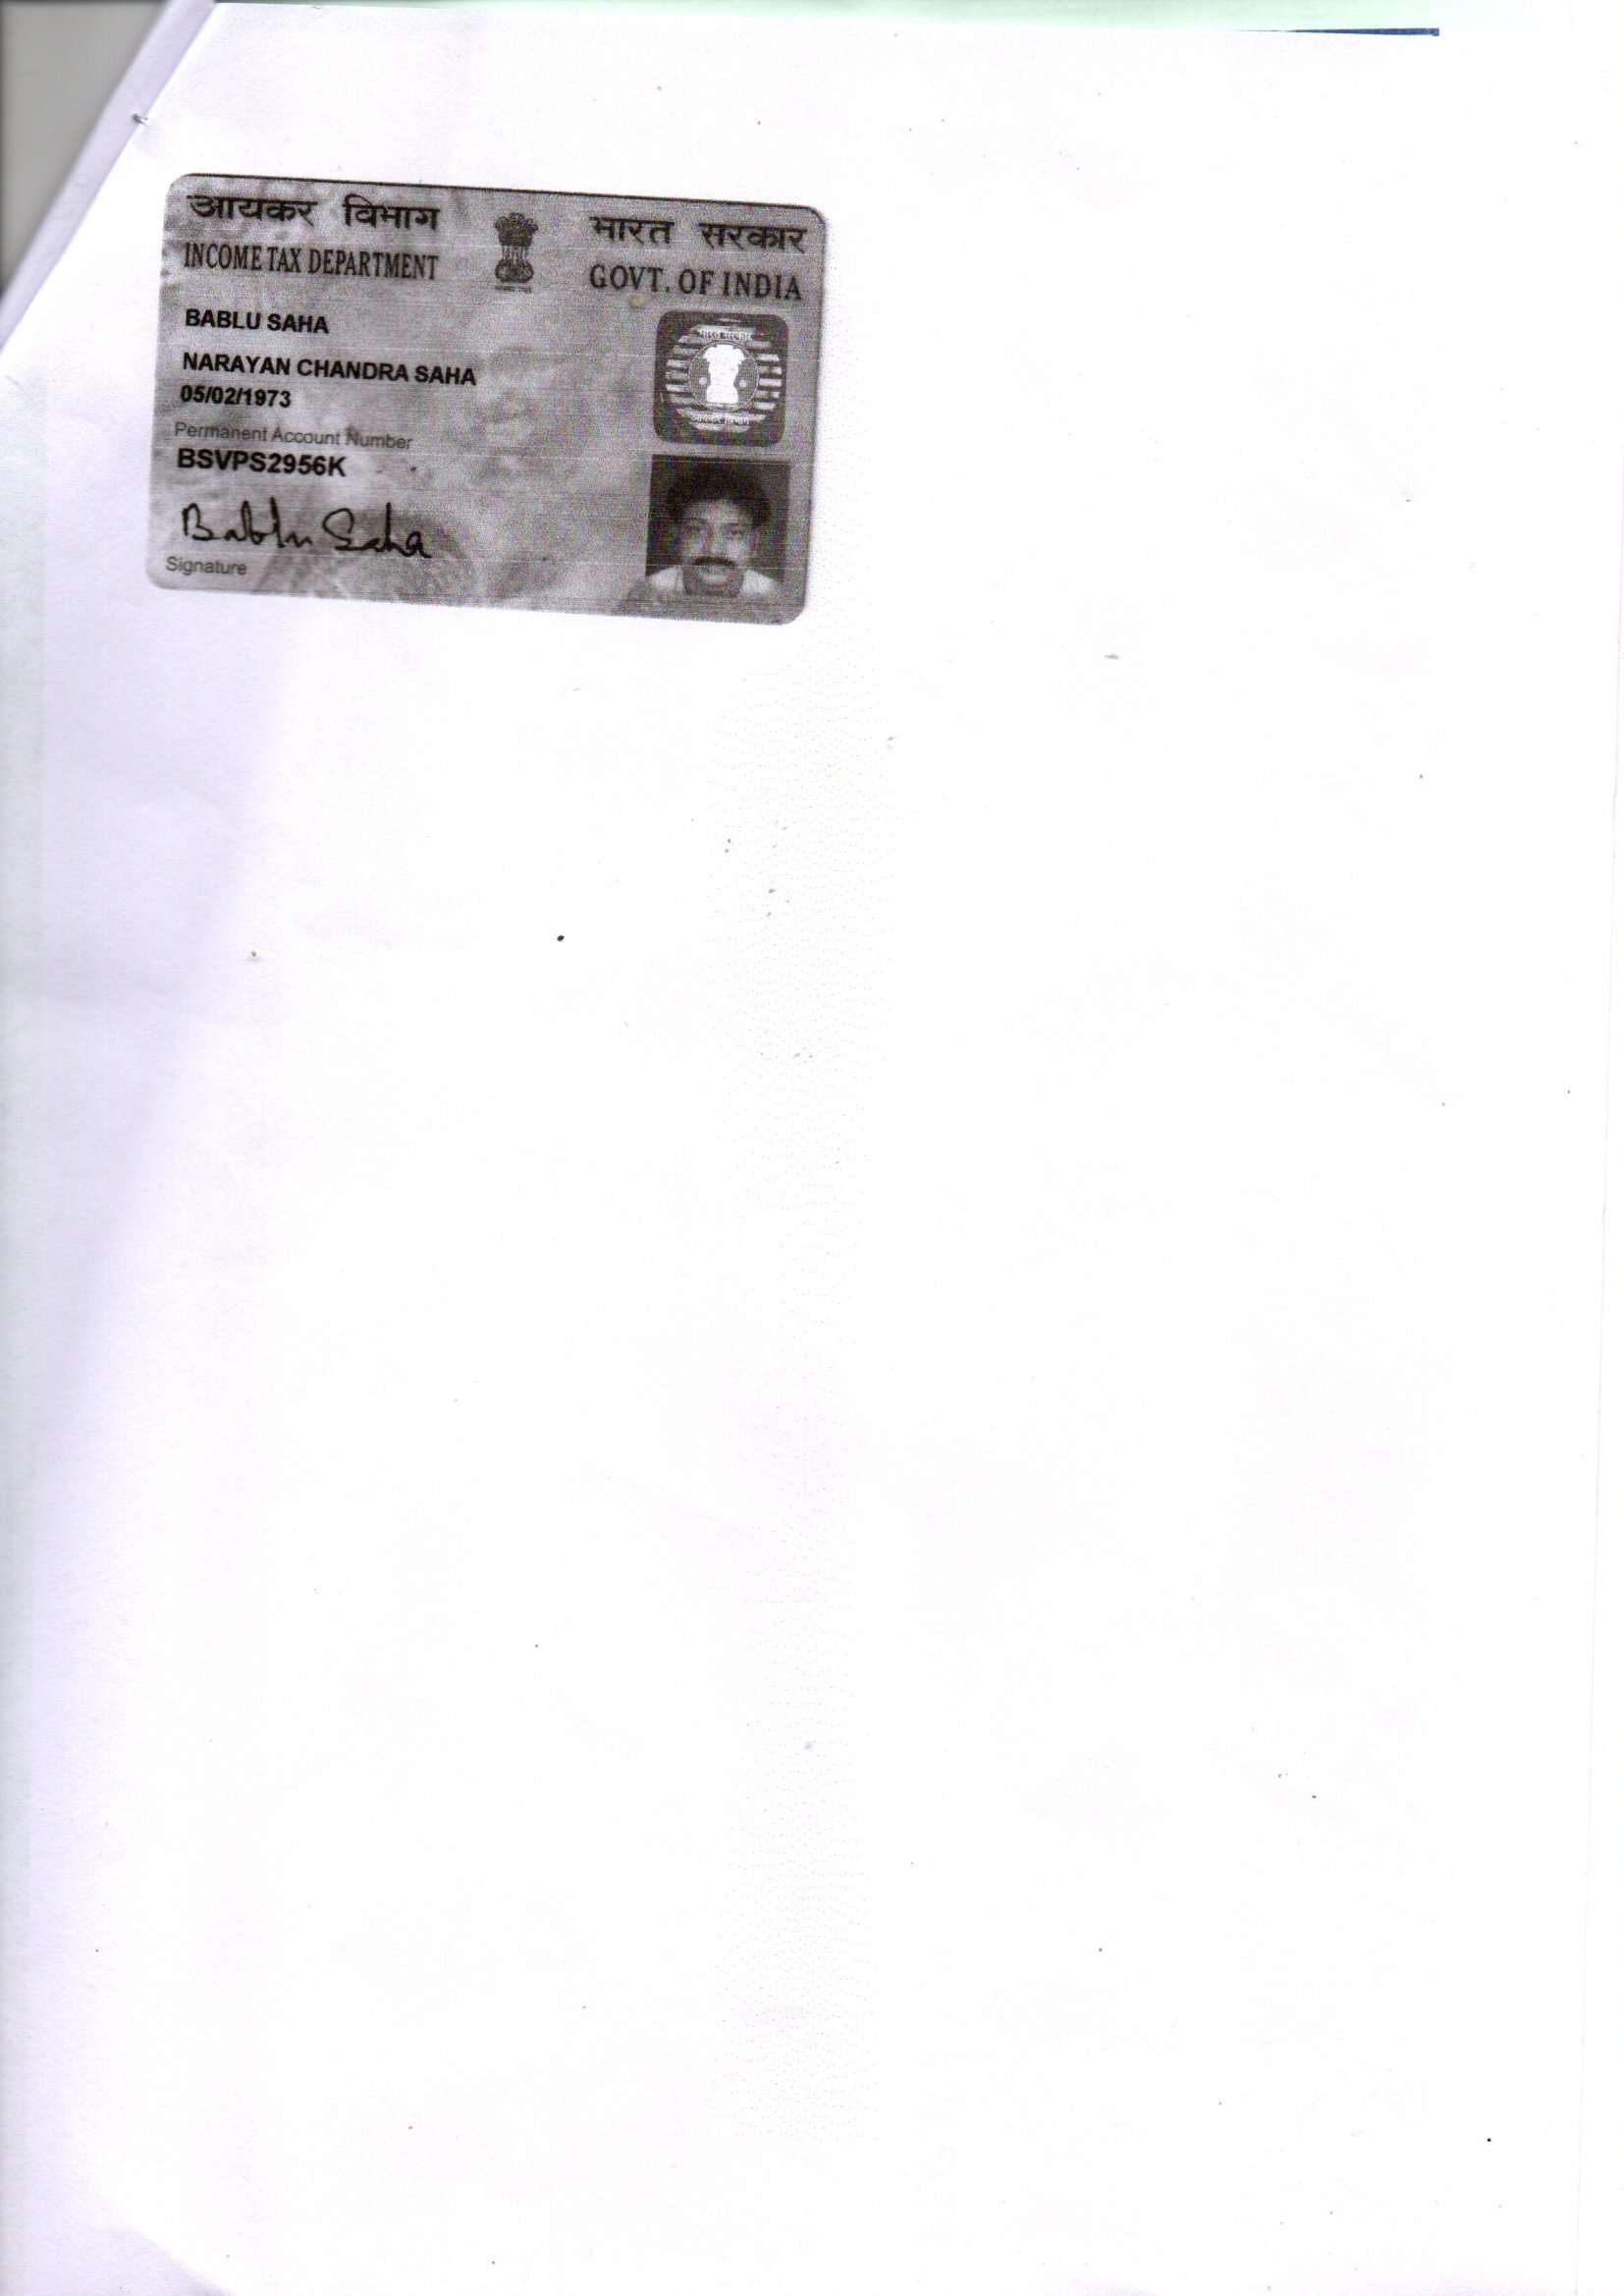 आयकर विभाग
INCOME TAX DEPARTMENT
भारत सरकार
GOVT. OF INDIA
BABLU SAHA
NARAYAN CHANDRA SAHA
05/02/1973
Permanent Account Number
BSVPS2956K
Bablu Saha
Signature